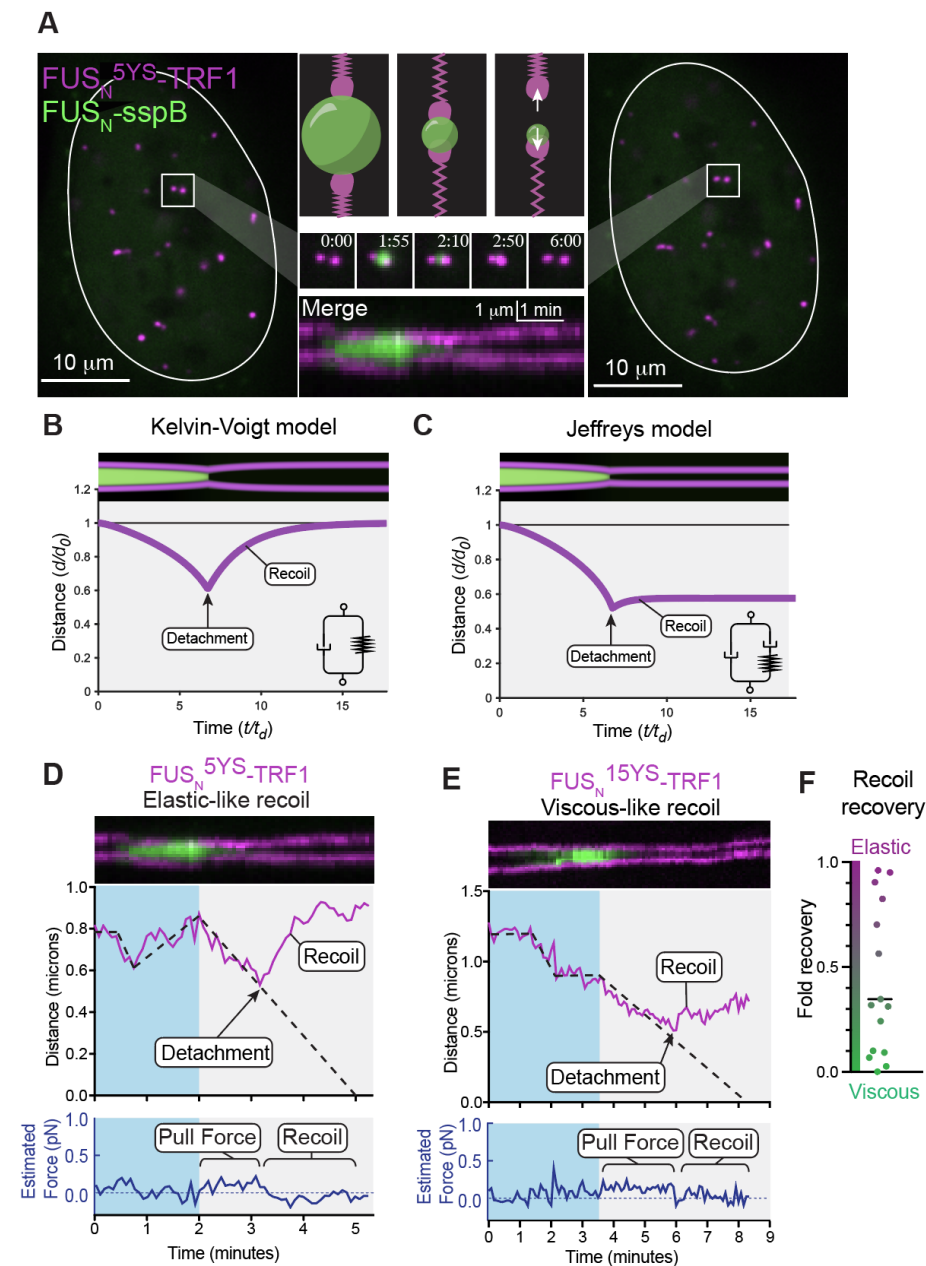 A
FUSN5YS-TRF1
FUSN-sspB
10 μm
0:00 1:55 2:10 2:50 6:00
Merge
1 μm 1 min
10 μm
B
Kelvin-Voigt model
1.2
1
0.8
0.6
0.4
0.2
0
Distance (d/d0)
Recoil
Detachment
0 5 10 15
Time (t/td)
C
Jeffreys model
1.2
1
0.8
0.6
0.4
0.2
0
Distance (d/d0)
Recoil
Detachment
0 5 10 15
Time (t/td)
D
FUSN5YS-TRF1
Elastic-like recoil
1.0
0.8
0.6
0.4
0.2
0.0
Distance (microns)
Recoil
Detachment
1.0
0.5
0.0
Estimated
Force (pN)
Pull Force
Recoil
0 1 2 3 4 5
Time (minutes)
E
FUSN15YS-TRF1
Viscous-like recoil
1.5
1.0
0.5
0.0
Distance (microns)
Recoil
Detachment
1.0
0.5
0.0
Estimated
Force (pN)
Pull Force
Recoil
0 1 2 3 4 5 6 7 8 9
Time (minutes)
F
Recoil
recovery
Elastic
1.0
0.5
0.0
Fold recovery
Viscous